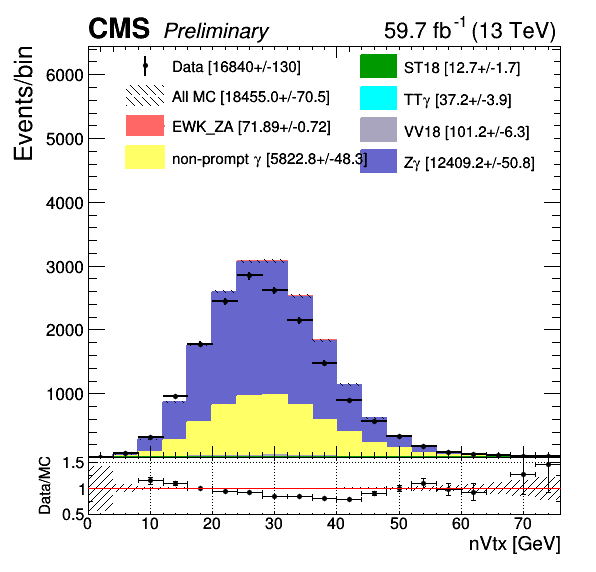 CMS Preliminary 59.7 fb⁻¹ (13 TeV)
Events/bin
6000
5000
4000
3000
2000
1000
Data [16840+/-130]
All MC [18455.0+/-70.5]
EWK_ZA [71.89+/-0.72]
non-prompt γ [5822.8+/-48.3]
ST18 [12.7+/-1.7]
TTγ [37.2+/-3.9]
VV18 [101.2+/-6.3]
Zγ [12409.2+/-50.8]
Data/MC
1.5
1
0.5
0 10 20 30 40 50 60 70
nVtx [GeV]